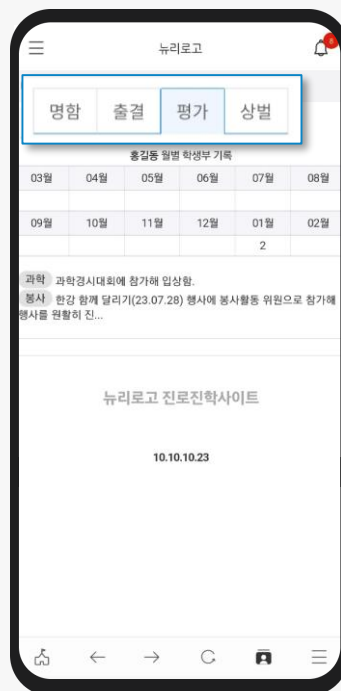 뉴리로고
8
명함 출결 평가 상벌
홍길동 월별 학생부 기록
03월 04월 05월 06월 07월 08월
09월 10월 11월 12월 01월 02월
2
과학 과학경시대회에 참가해 입상함.
봉사 한강 함께 달리기(23.07.28) 행사에 봉사활동 위원으로 참가해
행사를 원활히 진...
뉴리로고 진로진학사이트
10.10.10.23